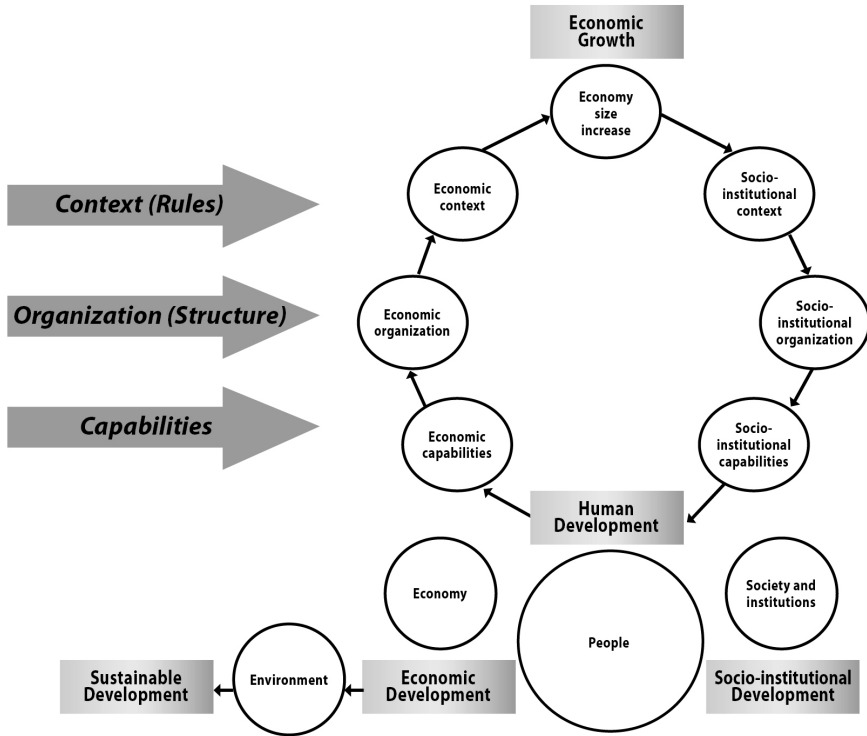 Economic
Growth
Economy
size
increase
Context (Rules)
Economic
context
Socio-
institutional
context
Organization (Structure)
Economic
organization
Socio-
institutional
organization
Capabilities
Economic
capabilities
Socio-
institutional
capabilities
Human
Development
Economy
People
Society and
institutions
Sustainable
Development
Environment
Economic
Development
Socio-institutional
Development